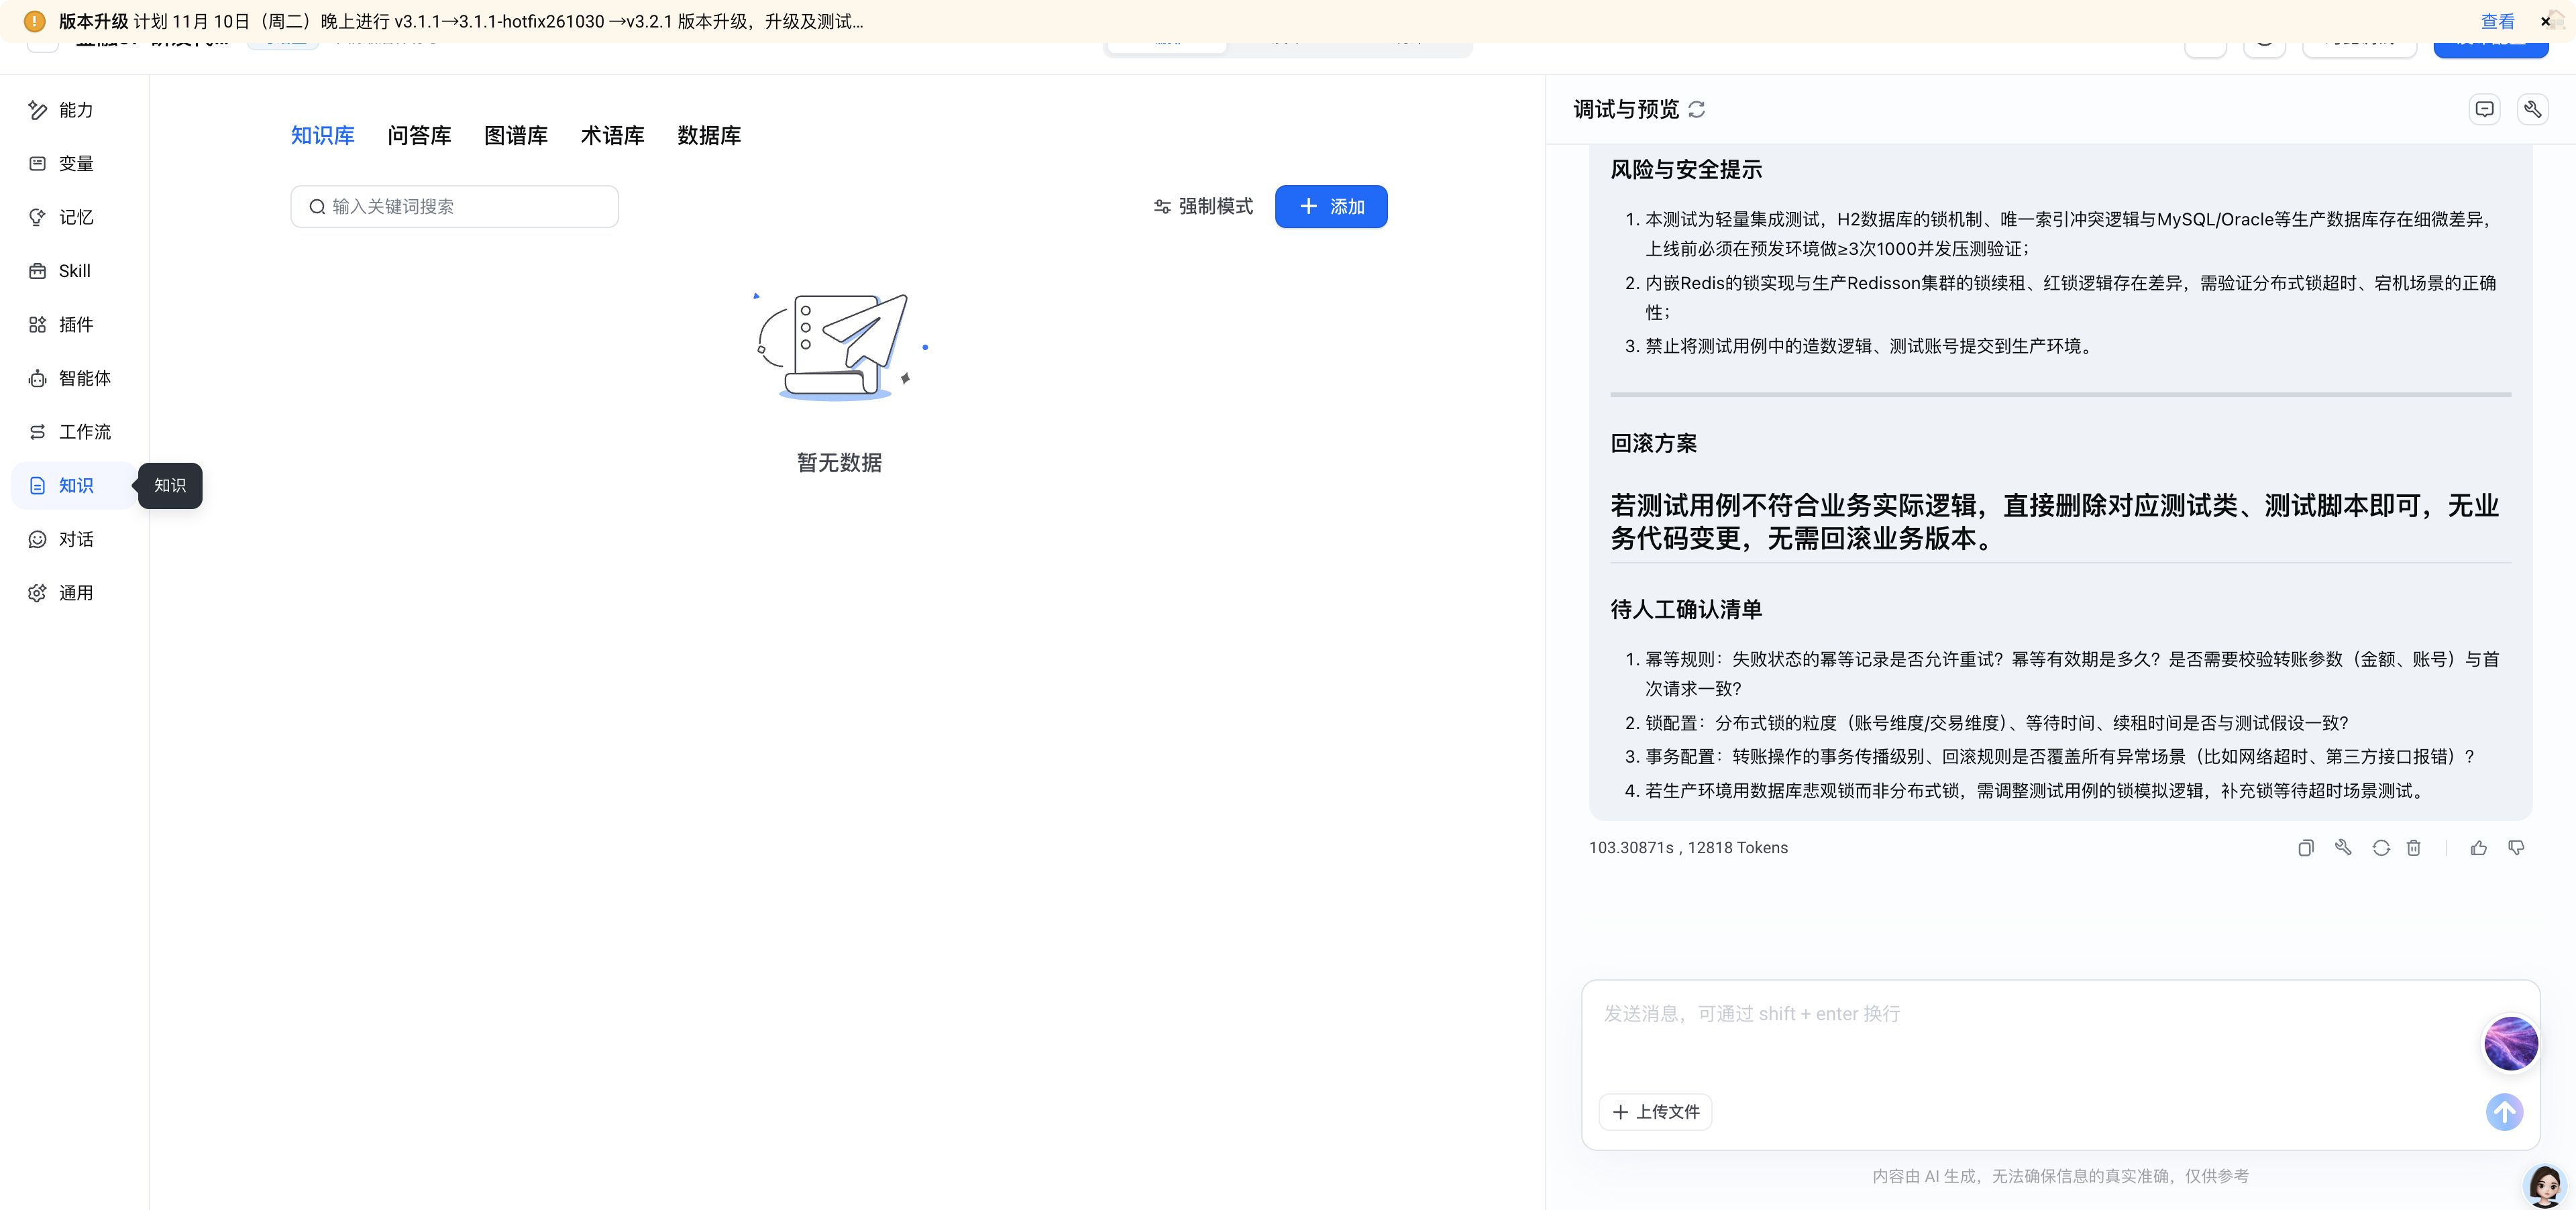 版本升级 计划 11月 10日（周二）晚上进行 v3.1.1→3.1.1-hotfix261030 →v3.2.1 版本升级，升级及测试...
查看
能力
变量
记忆
Skill
插件
智能体
工作流
知识
知识
对话
通用
知识库 问答库 图谱库 术语库 数据库
输入关键词搜索
强制模式
添加
暂无数据
调试与预览
风险与安全提示
1. 本测试为轻量集成测试，H2数据库的锁机制、唯一索引冲突逻辑与MySQL/Oracle等生产数据库存在细微差异，
上线前必须在预发环境做≥3次1000并发压测验证；
2. 内嵌Redis的锁实现与生产Redisson集群的锁续租、红锁逻辑存在差异，需验证分布式锁超时、宕机场景的正确
性；
3. 禁止将测试用例中的造数逻辑、测试账号提交到生产环境。
回滚方案
若测试用例不符合业务实际逻辑，直接删除对应测试类、测试脚本即可，无业
务代码变更，无需回滚业务版本。
待人工确认清单
1. 幂等规则：失败状态的幂等记录是否允许重试？幂等有效期是多久？是否需要校验转账参数（金额、账号）与首
次请求一致？
2. 锁配置：分布式锁的粒度（账号维度/交易维度）、等待时间、续租时间是否与测试假设一致？
3. 事务配置：转账操作的事务传播级别、回滚规则是否覆盖所有异常场景（比如网络超时、第三方接口报错）？
4. 若生产环境用数据库悲观锁而非分布式锁，需调整测试用例的锁模拟逻辑，补充锁等待超时场景测试。
103.30871s , 12818 Tokens
发送消息，可通过 shift + enter 换行
上传文件
内容由 AI 生成，无法确保信息的真实准确，仅供参考